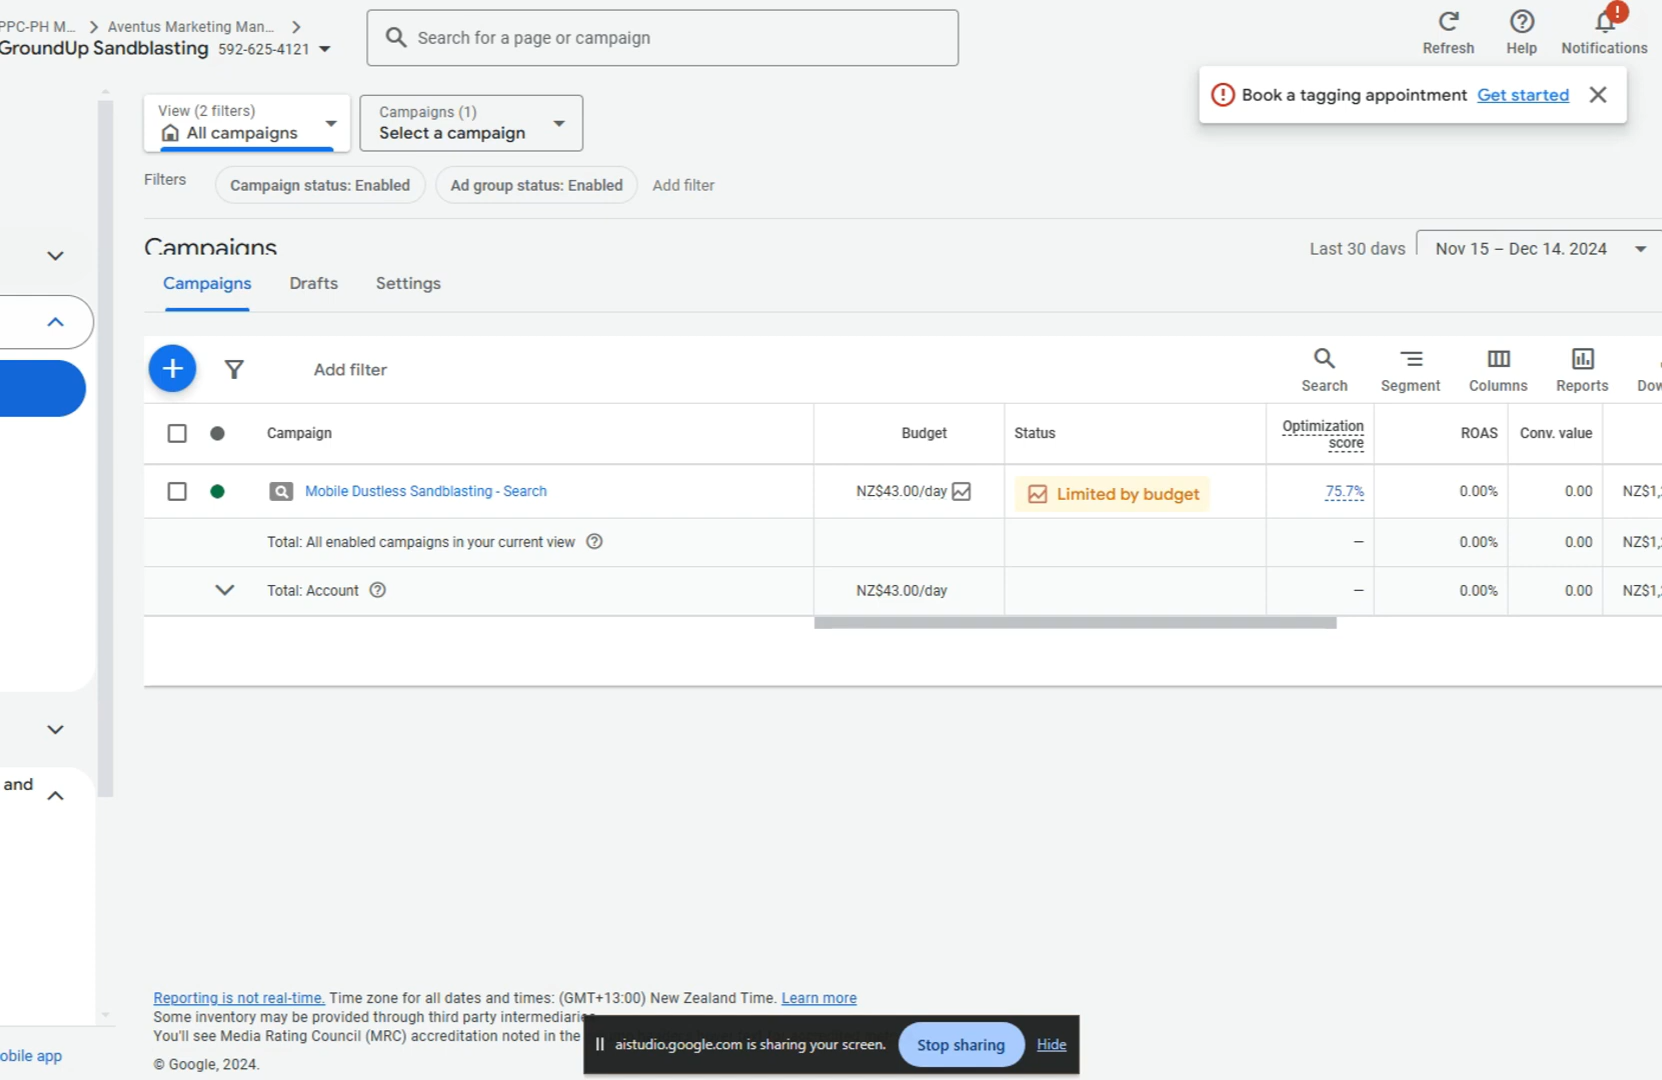 PPC-PH M... > Aventus Marketing Man... >
GroundUp Sandblasting 592-625-4121
Search for a page or campaign
Refresh
Help
Notifications
Book a tagging appointment Get started
View (2 filters)
All campaigns
Campaigns (1)
Select a campaign
Filters
Campaign status: Enabled
Ad group status: Enabled
Add filter
Campaigns
Last 30 days
Nov 15 – Dec 14, 2024
Campaigns
Drafts
Settings
Add filter
Search
Segment
Columns
Reports
Campaign
Budget
Status
Optimization
score
ROAS
Conv. value
Mobile Dustless Sandblasting - Search
NZ$43.00/day
Limited by budget
75.7%
0.00%
0.00
NZ$1,
Total: All enabled campaigns in your current view
–
0.00%
0.00
NZ$1,
Total: Account
NZ$43.00/day
–
0.00%
0.00
NZ$1,
and
Reporting is not real-time. Time zone for all dates and times: (GMT+13:00) New Zealand Time. Learn more
Some inventory may be provided through third party intermediaries
You'll see Media Rating Council (MRC) accreditation noted in the
© Google, 2024.
obile app
aistudio.google.com is sharing your screen.
Stop sharing
Hide